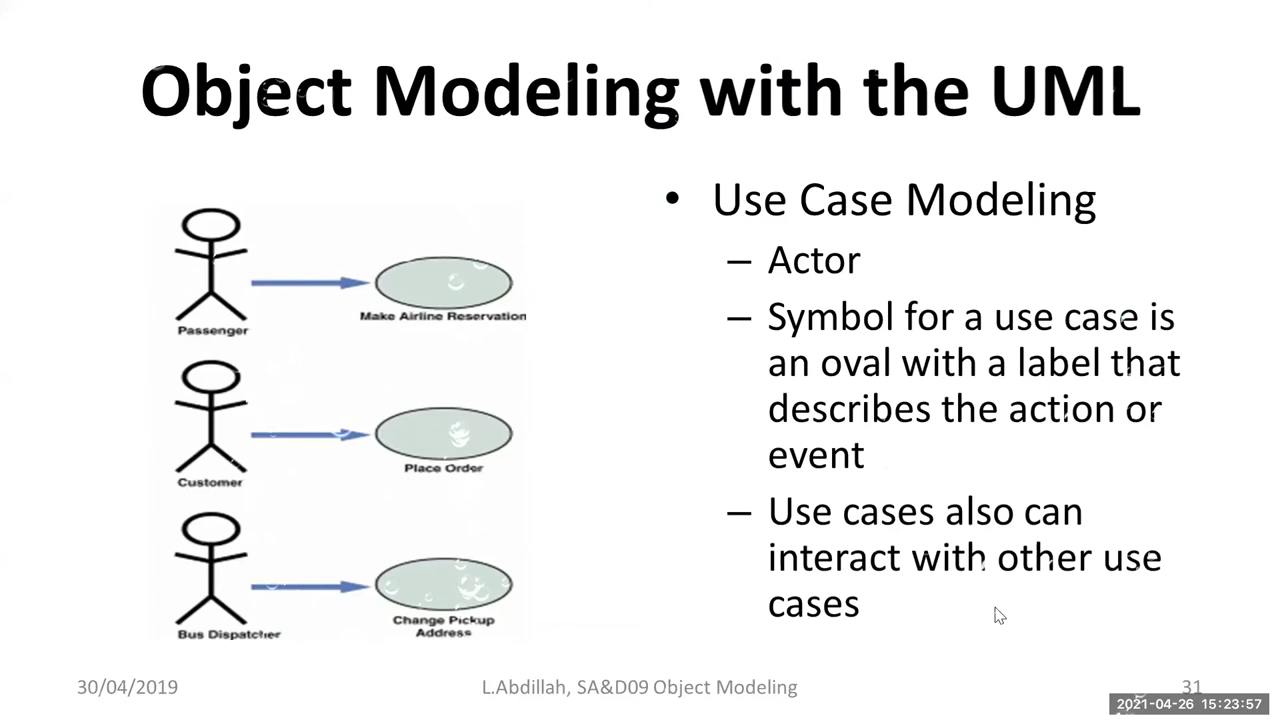 Object Modeling with the UML
Passenger
Make Airline Reservation
Customer
Place Order
Bus Dispatcher
Change Pickup
Address
• Use Case Modeling
– Actor
– Symbol for a use case is
an oval with a label that
describes the action or
event
– Use cases also can
interact with other use
cases
30/04/2019
L.Abdillah, SA&D09 Object Modeling
31
2021-04-26 15:23:57